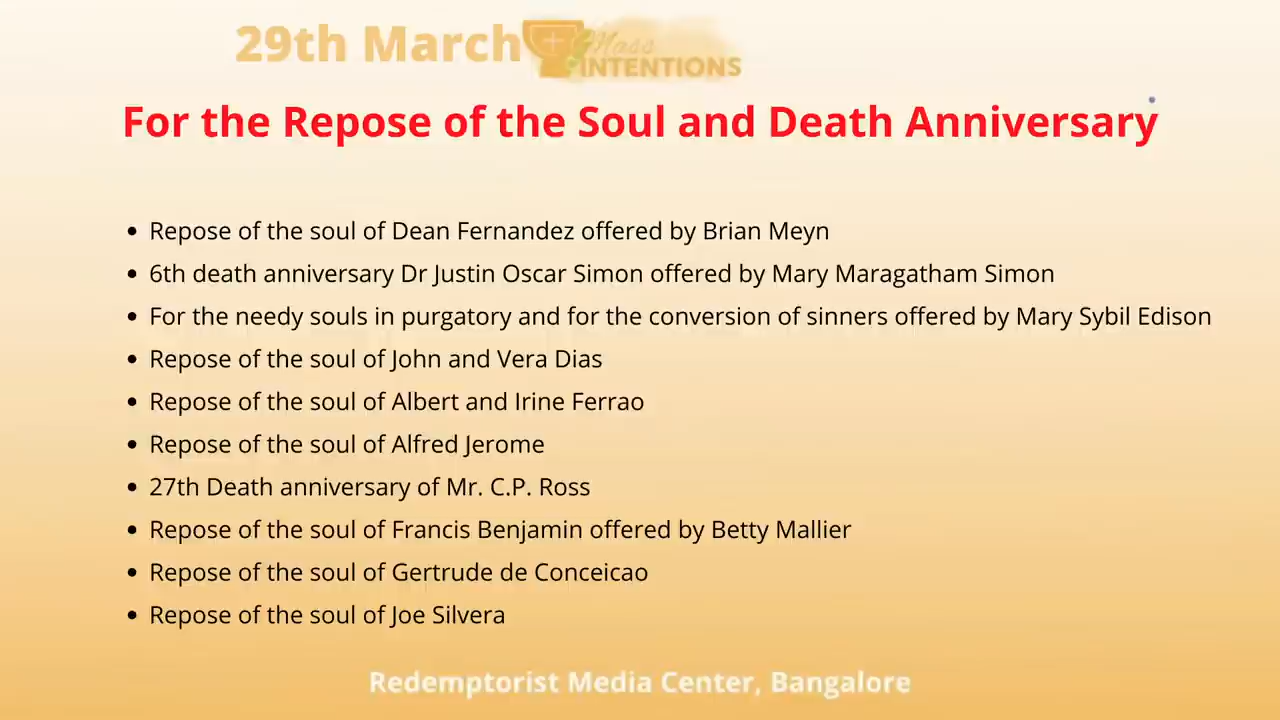 29th March Mass
INTENTIONS
For the Repose of the Soul and Death Anniversary
Repose of the soul of Dean Fernandez offered by Brian Meyn
6th death anniversary Dr Justin Oscar Simon offered by Mary Maragatham Simon
For the needy souls in purgatory and for the conversion of sinners offered by Mary Sybil Edison
Repose of the soul of John and Vera Dias
Repose of the soul of Albert and Irine Ferrao
Repose of the soul of Alfred Jerome
27th Death anniversary of Mr. C.P. Ross
Repose of the soul of Francis Benjamin offered by Betty Mallier
Repose of the soul of Gertrude de Conceicao
Repose of the soul of Joe Silvera
Redemptorist Media Center, Bangalore